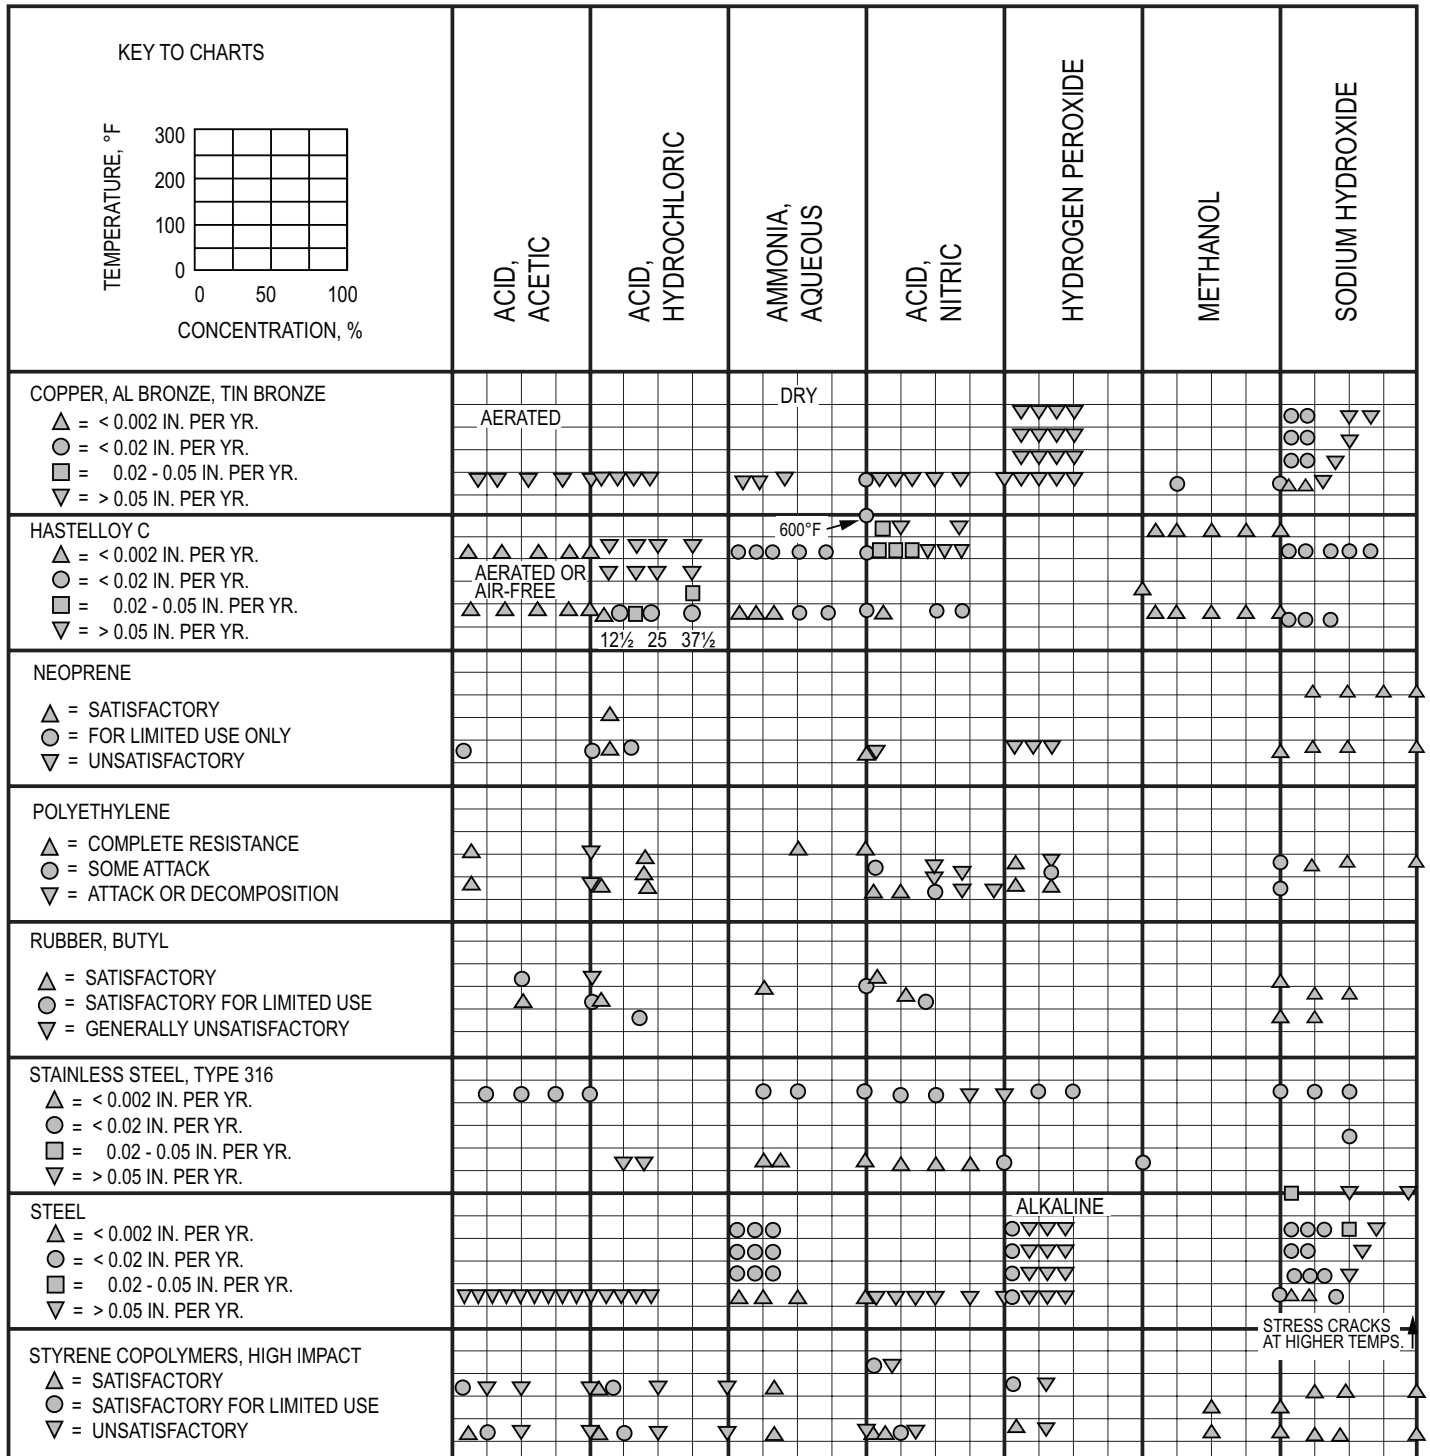 KEY TO CHARTS
TEMPERATURE, °F
300
200
100
0
0 50 100
CONCENTRATION, %
ACID,
ACETIC
ACID,
HYDROCHLORIC
AMMONIA,
AQUEOUS
ACID,
NITRIC
HYDROGEN PEROXIDE
METHANOL
SODIUM HYDROXIDE
COPPER, AL BRONZE, TIN BRONZE
= < 0.002 IN. PER YR.
= < 0.02 IN. PER YR.
= 0.02 - 0.05 IN. PER YR.
= > 0.05 IN. PER YR.
AERATED
DRY
HASTELLOY C
= < 0.002 IN. PER YR.
= < 0.02 IN. PER YR.
= 0.02 - 0.05 IN. PER YR.
= > 0.05 IN. PER YR.
AERATED OR
AIR-FREE
600°F
12½ 25 37½
NEOPRENE
= SATISFACTORY
= FOR LIMITED USE ONLY
= UNSATISFACTORY
POLYETHYLENE
= COMPLETE RESISTANCE
= SOME ATTACK
= ATTACK OR DECOMPOSITION
RUBBER, BUTYL
= SATISFACTORY
= SATISFACTORY FOR LIMITED USE
= GENERALLY UNSATISFACTORY
STAINLESS STEEL, TYPE 316
= < 0.002 IN. PER YR.
= < 0.02 IN. PER YR.
= 0.02 - 0.05 IN. PER YR.
= > 0.05 IN. PER YR.
STEEL
= < 0.002 IN. PER YR.
= < 0.02 IN. PER YR.
= 0.02 - 0.05 IN. PER YR.
= > 0.05 IN. PER YR.
ALKALINE
STRESS CRACKS
AT HIGHER TEMPS.
STYRENE COPOLYMERS, HIGH IMPACT
= SATISFACTORY
= SATISFACTORY FOR LIMITED USE
= UNSATISFACTORY